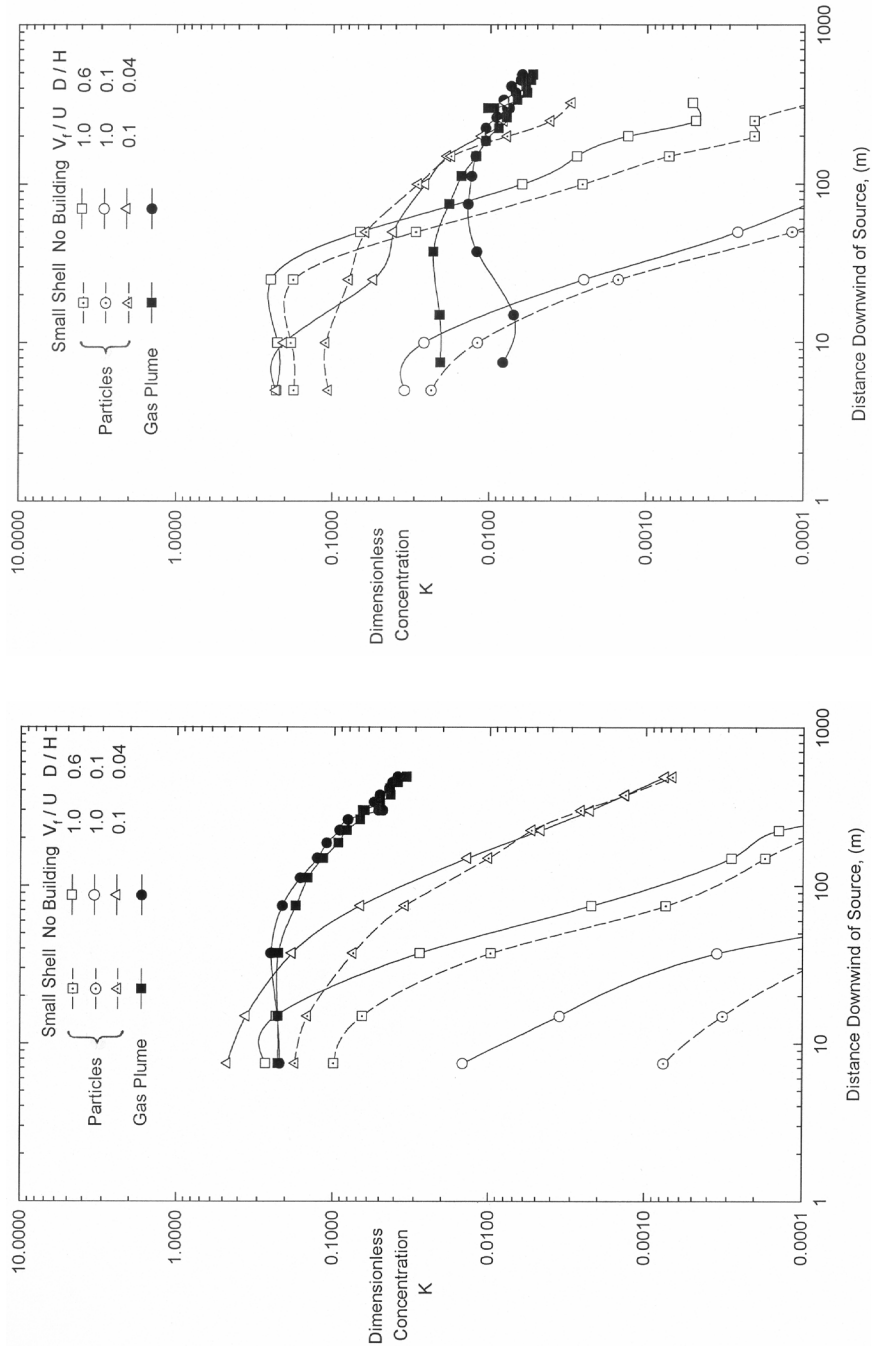 10.0000
Small Shell No Building V_f / U D / H
1.0 0.6
Particles 1.0 0.1
0.1 0.04
Gas Plume
1.0000
0.1000
Dimensionless
Concentration
K
0.0100
0.0010
0.0001
1 10 100 1000
Distance Downwind of Source, (m)
10.0000
Small Shell No Building V_f / U D / H
1.0 0.6
Particles 1.0 0.1
0.1 0.04
Gas Plume
1.0000
0.1000
Dimensionless
Concentration
K
0.0100
0.0010
0.0001
1 10 100 1000
Distance Downwind of Source, (m)